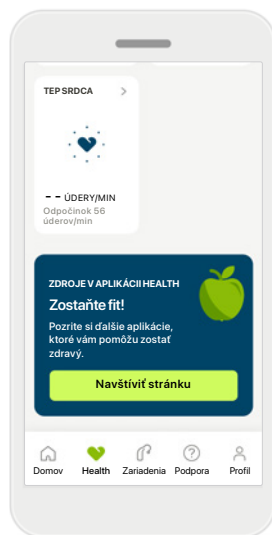 TEP SRDCA
– – ÚDERY/MIN
Odpočinok 56
úderov/min
ZDROJE V APLIKÁCII HEALTH
Zostaňte fit!
Pozrite si ďalšie aplikácie,
ktoré vám pomôžu zostať
zdravý.
Navštíviť stránku
Domov Health Zariadenia Podpora Profil